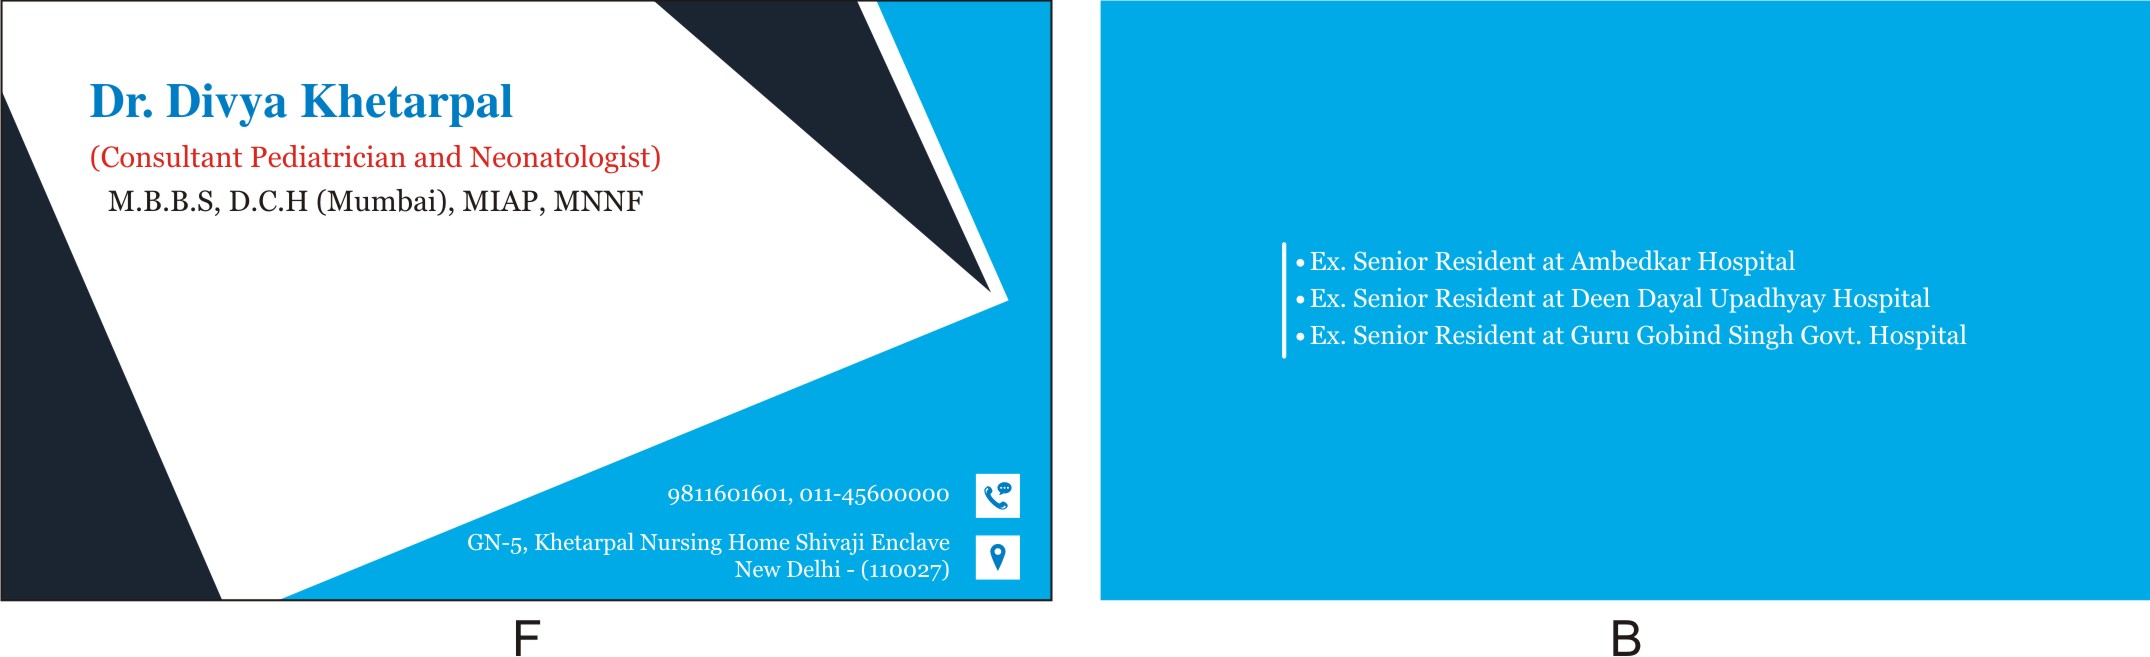 Dr. Divya Khetarpal
(Consultant Pediatrician and Neonatologist)
M.B.B.S, D.C.H (Mumbai), MIAP, MNNF
9811601601, 011-45600000
GN-5, Khetarpal Nursing Home Shivaji Enclave
New Delhi - (110027)
F
• Ex. Senior Resident at Ambedkar Hospital
• Ex. Senior Resident at Deen Dayal Upadhyay Hospital
• Ex. Senior Resident at Guru Gobind Singh Govt. Hospital
B